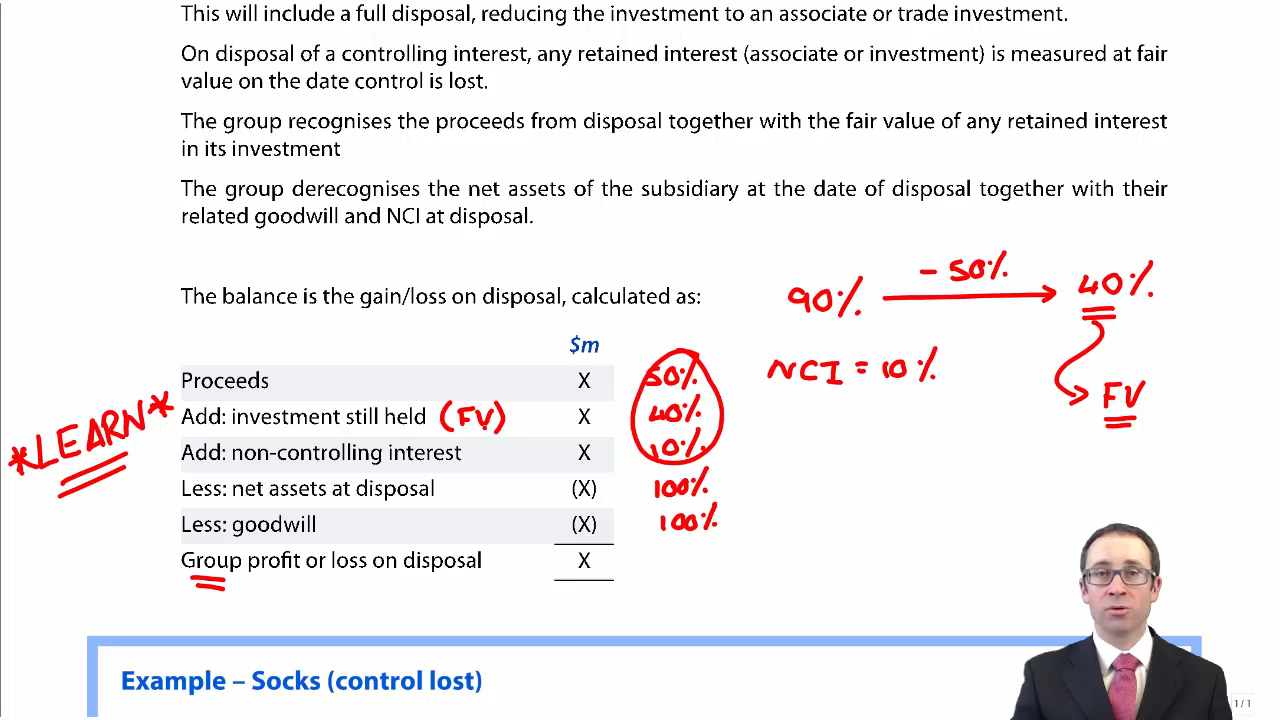 This will include a full disposal, reducing the investment to an associate or trade investment.
On disposal of a controlling interest, any retained interest (associate or investment) is measured at fair
value on the date control is lost.
The group recognises the proceeds from disposal together with the fair value of any retained interest
in its investment
The group derecognises the net assets of the subsidiary at the date of disposal together with their
related goodwill and NCI at disposal.
The balance is the gain/loss on disposal, calculated as:
90% - 50% 40%
$m
Proceeds X 50%
NCI = 10%
Add: investment still held (FV) X 40%
FV
*LEARN*
Add: non-controlling interest X 10%
Less: net assets at disposal (X) 100%
Less: goodwill (X) 100%
Group profit or loss on disposal X
Example – Socks (control lost)
1/1